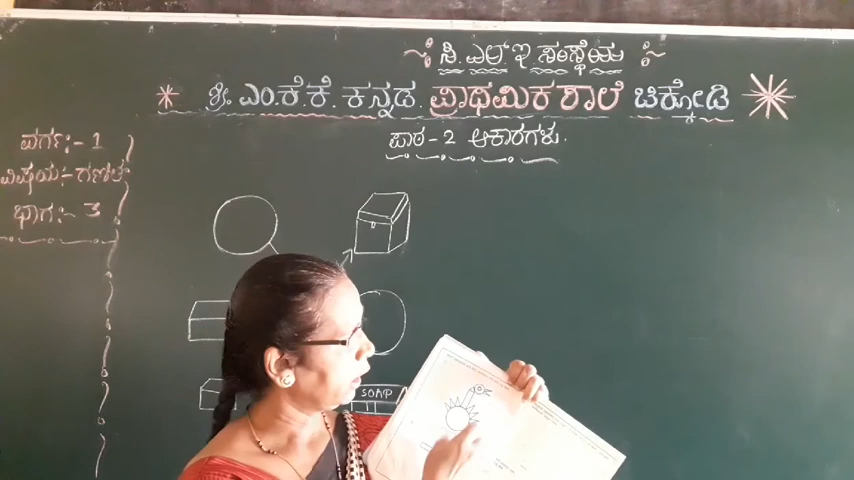 ಸಿ.ಎಲ್.ಇ ಸಂಸ್ಥೆಯ
ಶ್ರೀ. ಎಂ.ಕೆ.ಕೆ. ಕನ್ನಡ ಪ್ರಾಥಮಿಕ ಶಾಲೆ ಚಿಕ್ಕೋಡಿ
ಪಾಠ-2 ಆಕಾರಗಳು.
ವರ್ಗ:- 1
ವಿಷಯ:- ಗಣಿತ
ಭಾಗ:- 3
SOAP